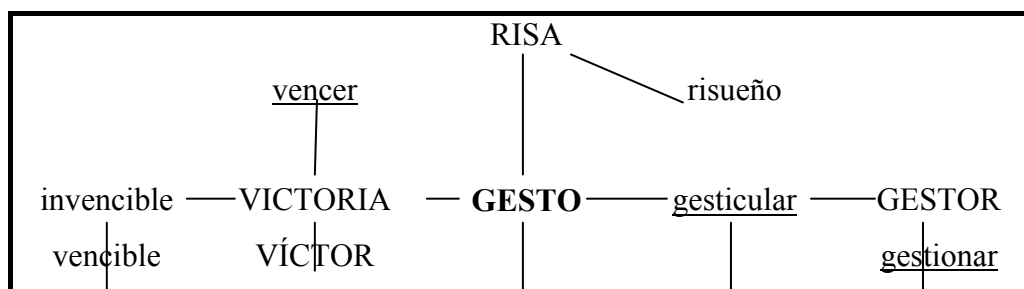 RISA
vencer risueño
invencible VICTORIA GESTO gesticular GESTOR
vencible VÍCTOR gestionar